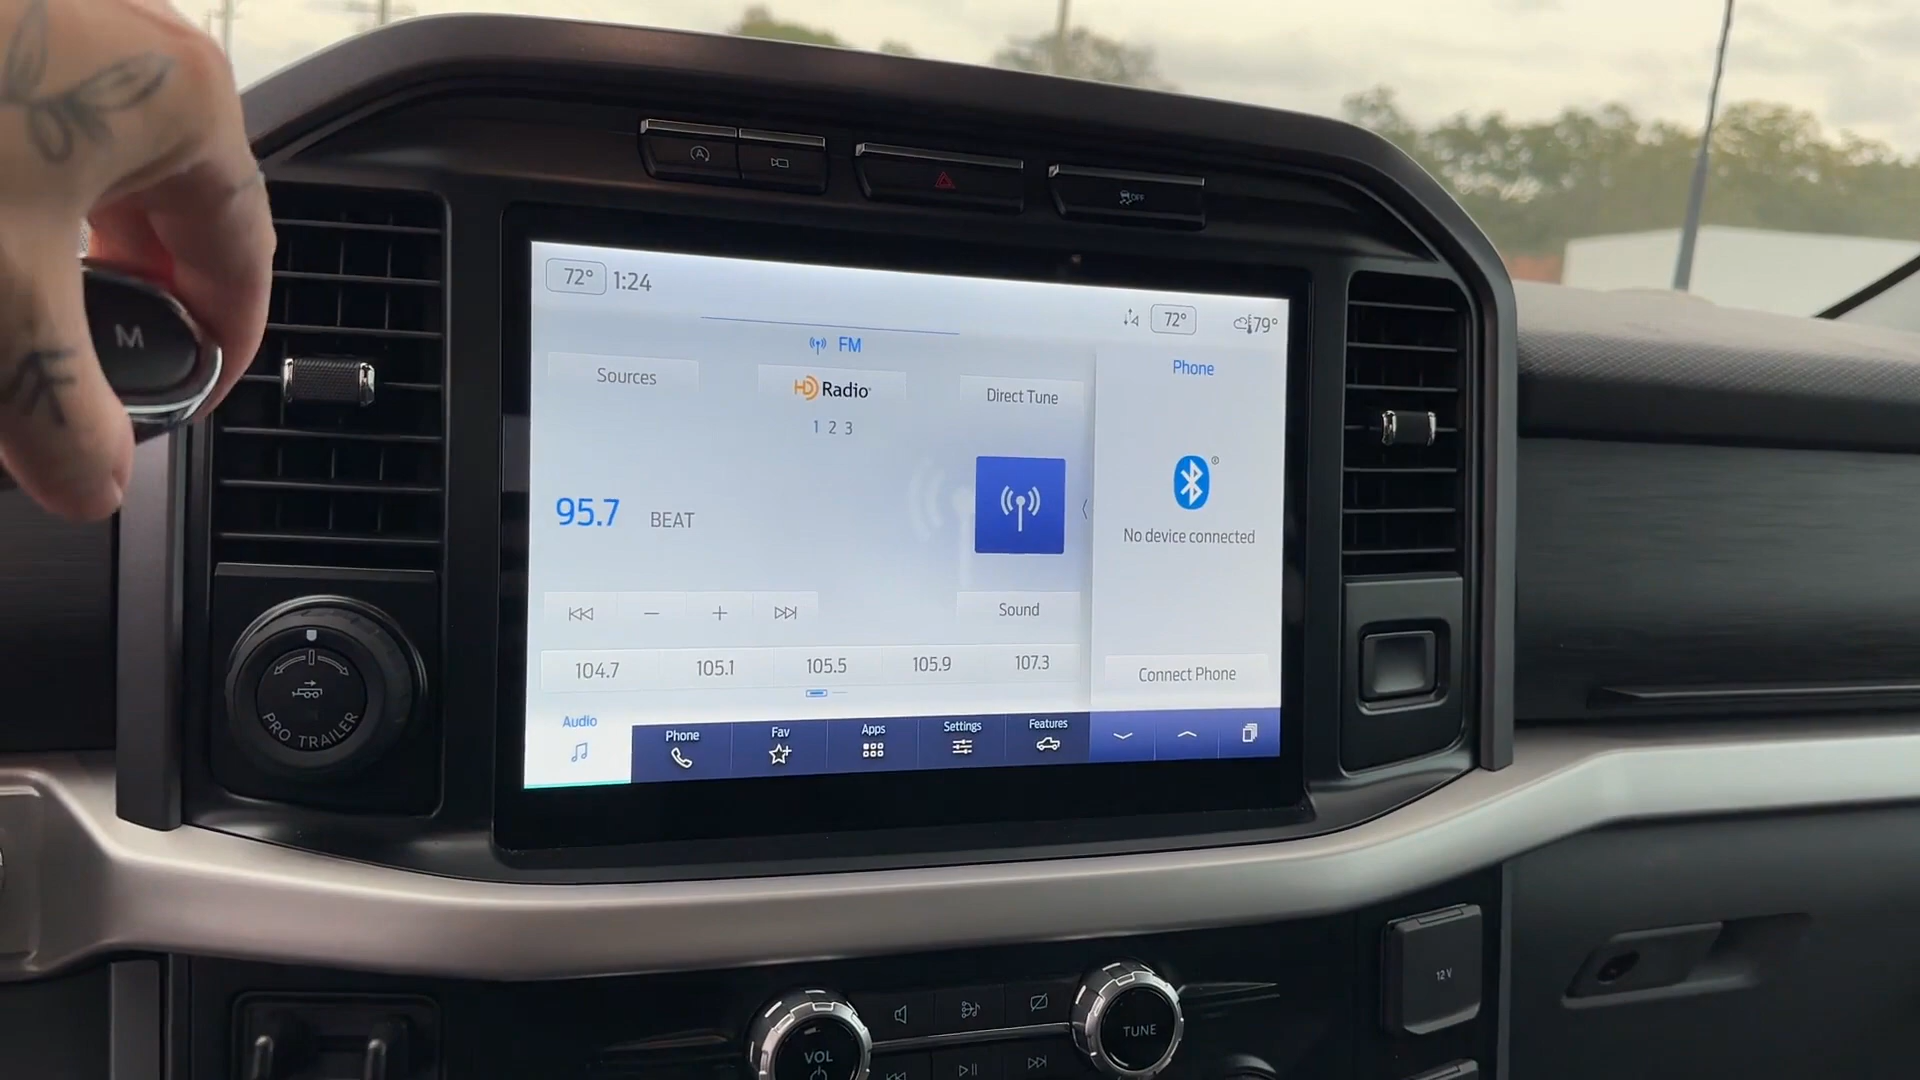 M
A
OFF
72° 1:24
72°
79°
FM
Phone
Sources
HD Radio
Direct Tune
1 2 3
95.7 BEAT
No device connected
Sound
104.7 105.1 105.5 105.9 107.3
Connect Phone
Audio
Phone
Fav
Apps
Settings
Features
PRO TRAILER
12V
VOL
TUNE